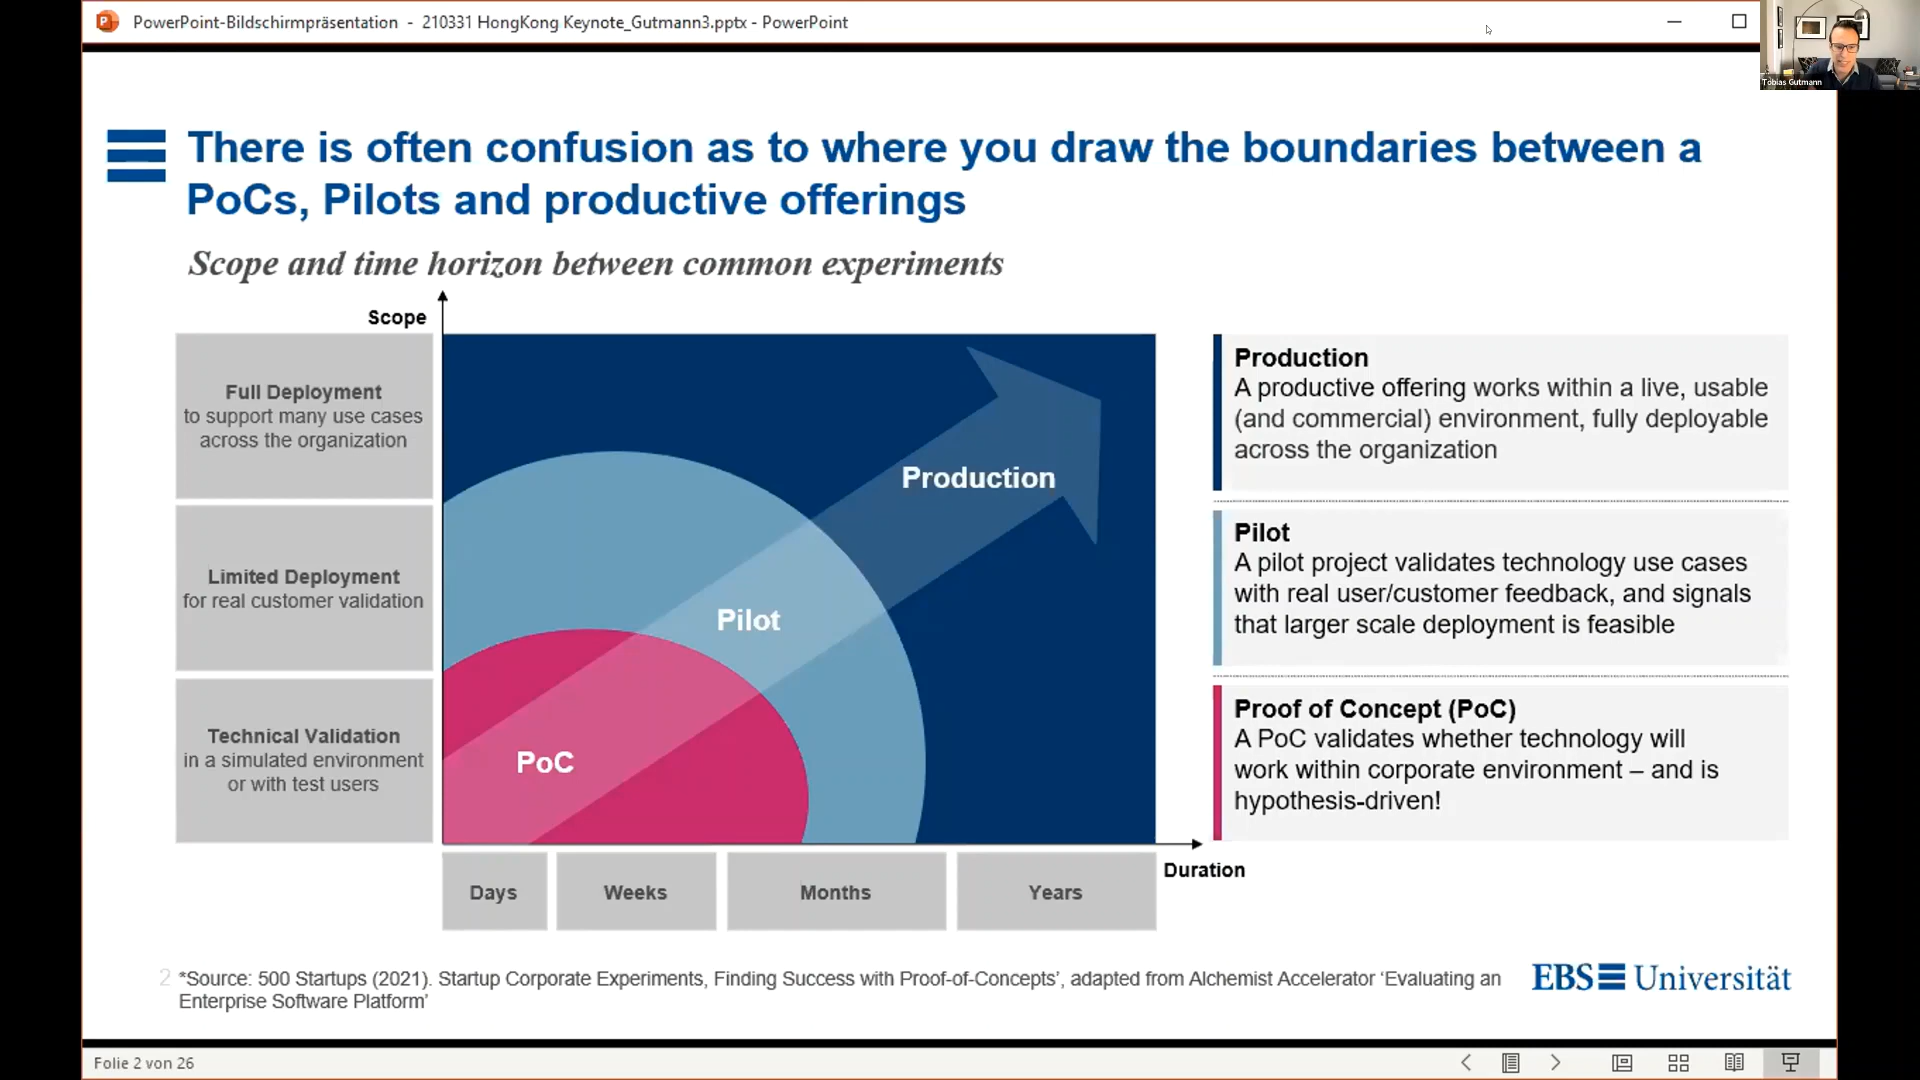 PowerPoint-Bildschirmpräsentation - 210331 HongKong Keynote_Gutmann3.pptx - PowerPoint
Tobias Gutmann
There is often confusion as to where you draw the boundaries between a
PoCs, Pilots and productive offerings
Scope and time horizon between common experiments
Scope
Full Deployment
to support many use cases
across the organization
Limited Deployment
for real customer validation
Technical Validation
in a simulated environment
or with test users
Production
Pilot
PoC
Days
Weeks
Months
Years
Duration
Production
A productive offering works within a live, usable
(and commercial) environment, fully deployable
across the organization
Pilot
A pilot project validates technology use cases
with real user/customer feedback, and signals
that larger scale deployment is feasible
Proof of Concept (PoC)
A PoC validates whether technology will
work within corporate environment – and is
hypothesis-driven!
2
*Source: 500 Startups (2021). Startup Corporate Experiments, Finding Success with Proof-of-Concepts’, adapted from Alchemist Accelerator ‘Evaluating an
Enterprise Software Platform’
EBS Universität
Folie 2 von 26